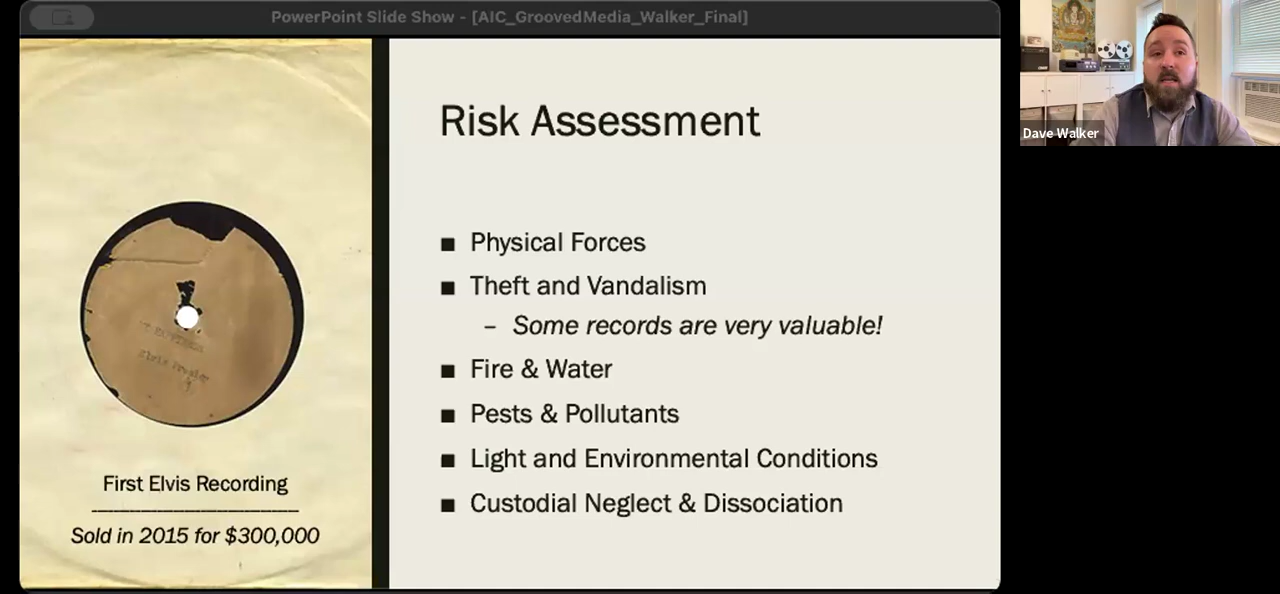 PowerPoint Slide Show - [AIC_GroovedMedia_Walker_Final]
Risk Assessment
■ Physical Forces
■ Theft and Vandalism
– Some records are very valuable!
■ Fire & Water
■ Pests & Pollutants
■ Light and Environmental Conditions
■ Custodial Neglect & Dissociation
Elvis Presley
First Elvis Recording
Sold in 2015 for $300,000
Dave Walker